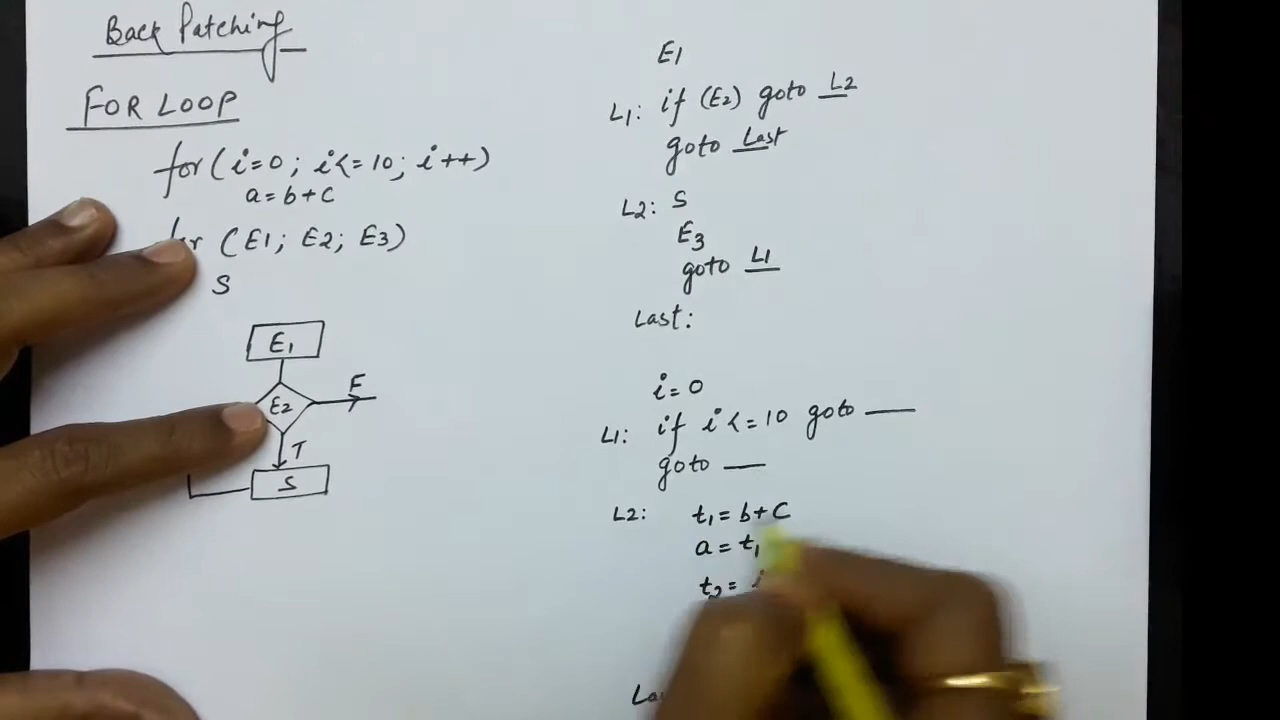 Back Patching
FOR LOOP
for (i=0; i<=10; i++)
a=b+c
(E1; E2; E3)
S
E1
E2
F
T
S
E1
L1: if (E2) goto L2
goto Last
L2: S
E3
goto L1
Last:
i=0
L1: if i<=10 goto
goto
L2: t1=b+c
a=t1
t2=